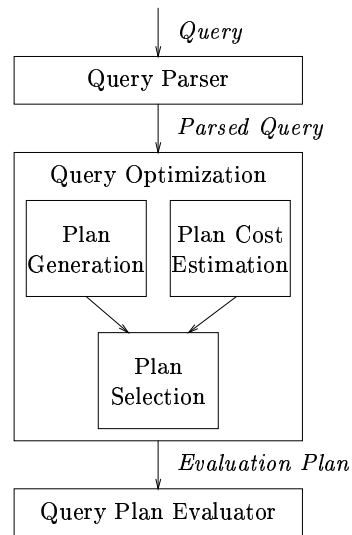 Query
Query Parser
Parsed Query
Query Optimization
Plan
Generation
Plan Cost
Estimation
Plan
Selection
Evaluation Plan
Query Plan Evaluator